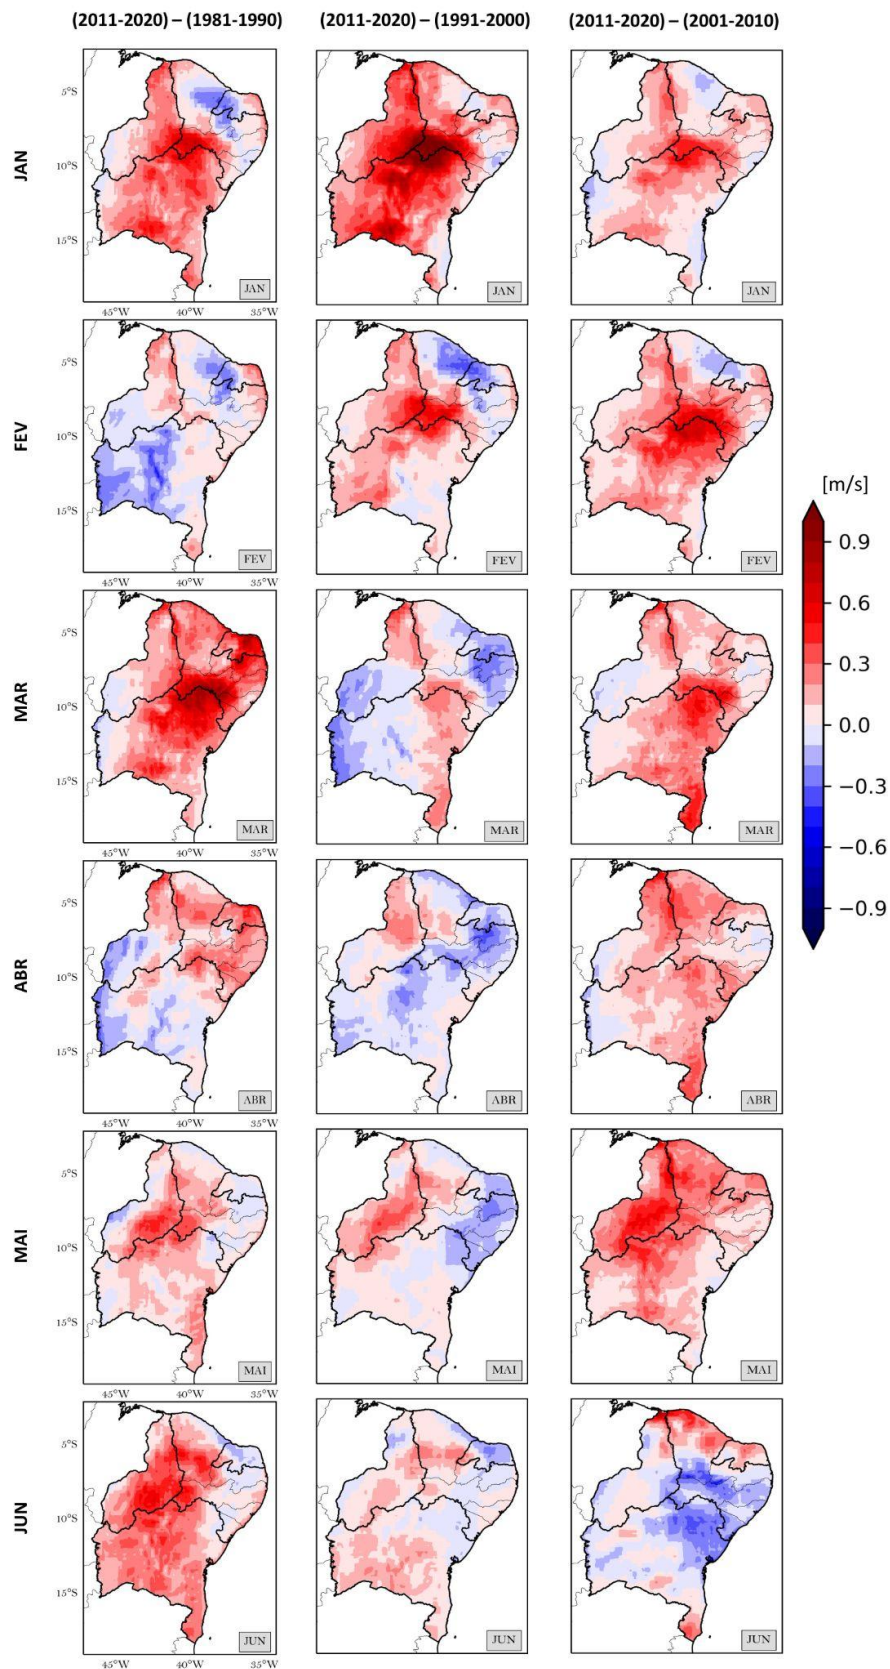 (2011-2020) – (1981-1990) (2011-2020) – (1991-2000) (2011-2020) – (2001-2010)
5°S
JAN
10°S
15°S
JAN JAN JAN
45°W 40°W 35°W
5°S
FEV
10°S
[m/s]
15°S
0.9
FEV FEV FEV
45°W 40°W 35°W
0.6
5°S
0.3
MAR
10°S
0.0
−0.3
15°S
MAR MAR MAR
−0.6
45°W 40°W 35°W
5°S
−0.9
ABR
10°S
15°S
ABR ABR ABR
45°W 40°W 35°W
5°S
MAI
10°S
15°S
MAI MAI MAI
45°W 40°W 35°W
5°S
JUN
10°S
15°S
JUN JUN JUN
45°W 40°W 35°W